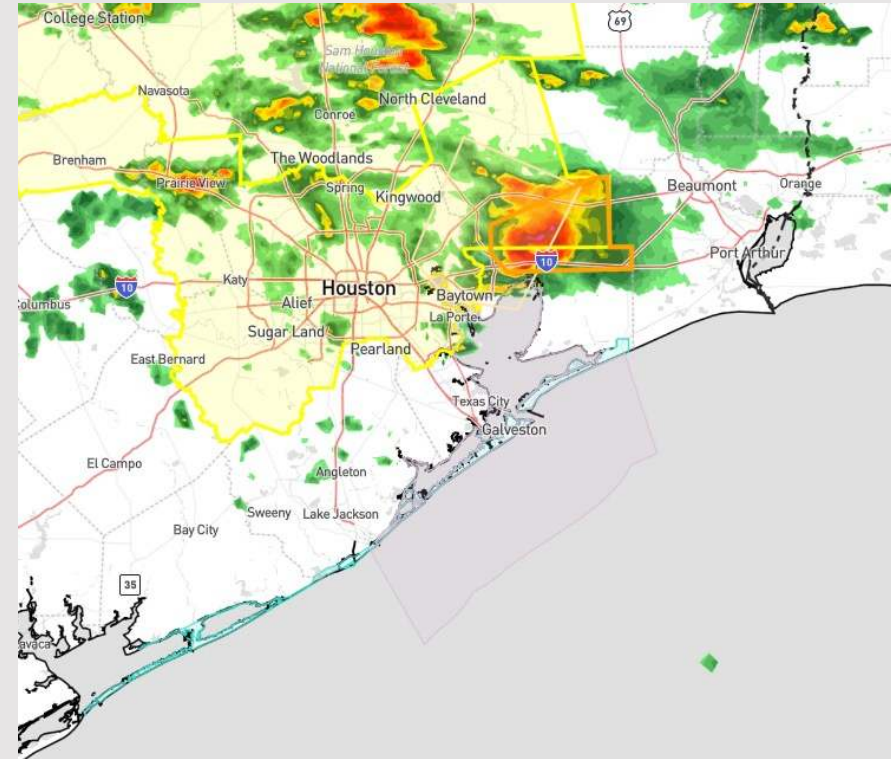 College Station
69
Sam Houston
National Forest
Navasota
North Cleveland
Conroe
Brenham
The Woodlands
Prairie View
Spring
Kingwood
Beaumont
Orange
Port Arthur
10
Katy
10
Houston
Baytown
Columbus
Alief
La Porte
Sugar Land
Pearland
East Bernard
Texas City
Galveston
El Campo
Angleton
Sweeny
Lake Jackson
Bay City
35
avaca